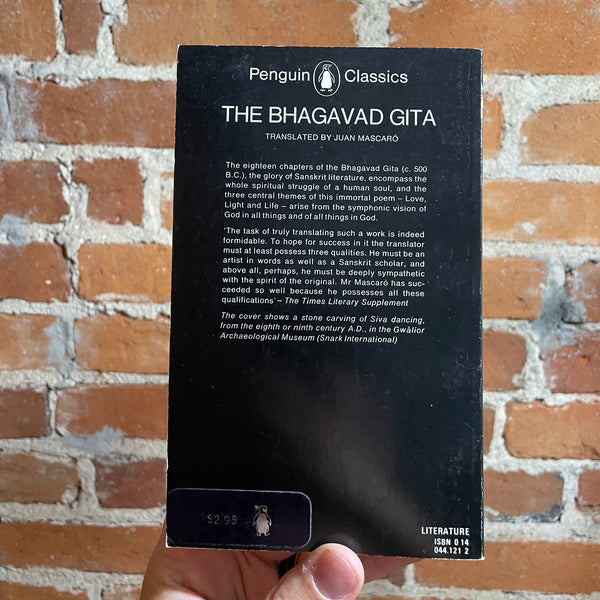 Penguin Classics
THE BHAGAVAD GITA
TRANSLATED BY JUAN MASCARÓ
The eighteen chapters of the Bhagavad Gita (c. 500
B.C.), the glory of Sanskrit literature, encompass the
whole spiritual struggle of a human soul, and the
three central themes of this immortal poem – Love,
Light and Life – arise from the symphonic vision of
God in all things and of all things in God.
'The task of truly translating such a work is indeed
formidable. To hope for success in it the translator
must at least possess three qualities. He must be an
artist in words as well as a Sanskrit scholar, and
above all, perhaps, he must be deeply sympathetic
with the spirit of the original. Mr Mascaró has suc-
ceeded so well because he possesses all these
qualifications' – The Times Literary Supplement
The cover shows a stone carving of Siva dancing,
from the eighth or ninth century A.D., in the Gwàlior
Archaeological Museum (Snark International)
$2.95
LITERATURE
ISBN 0 14
044.121 2